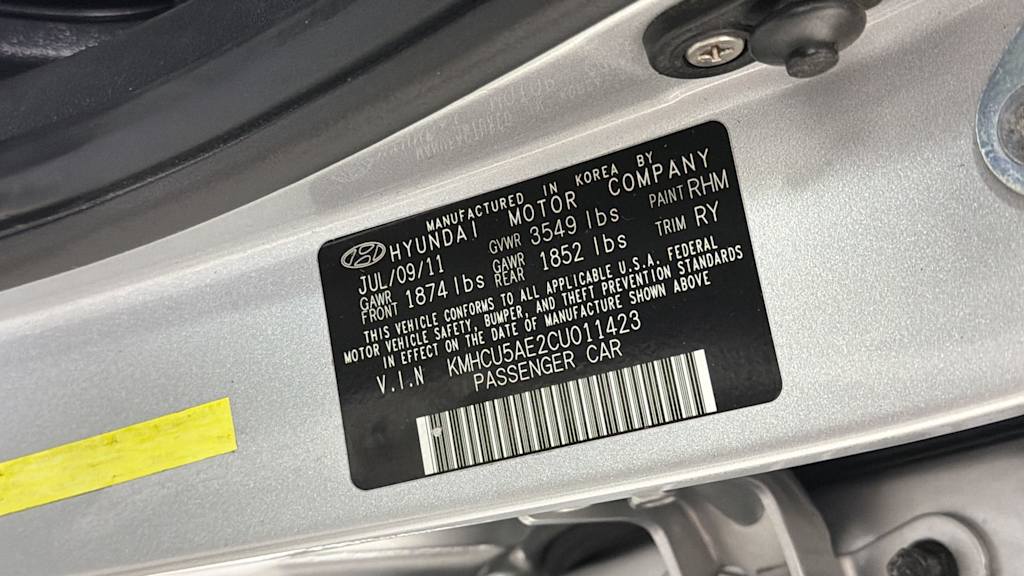 MANUFACTURED IN KOREA BY
HYUNDAI MOTOR COMPANY
JUL/09/11 GVWR 3549 lbs PAINT RHM
GAWR FRONT 1874 lbs GAWR REAR 1852 lbs TRIM RY
THIS VEHICLE CONFORMS TO ALL APPLICABLE U.S.A. FEDERAL
MOTOR VEHICLE SAFETY, BUMPER, AND THEFT PREVENTION STANDARDS
IN EFFECT ON THE DATE OF MANUFACTURE SHOWN ABOVE
V.I.N KMHCU5AE2CU011423
PASSENGER CAR